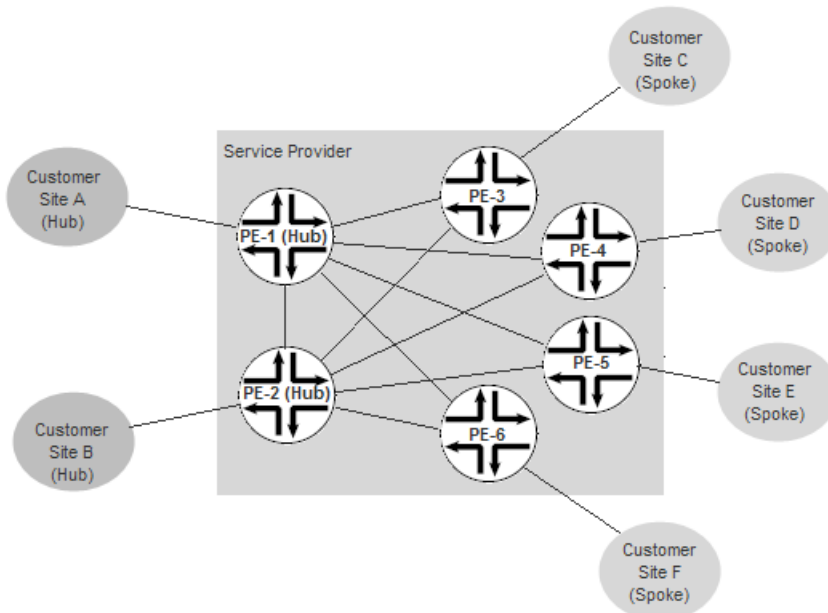 Customer
Site C
(Spoke)
Service Provider
Customer
Site A
(Hub)
PE-1 (Hub)
PE-3
Customer
Site D
(Spoke)
PE-4
PE-2 (Hub)
PE-5
Customer
Site E
(Spoke)
Customer
Site B
(Hub)
PE-6
Customer
Site F
(Spoke)